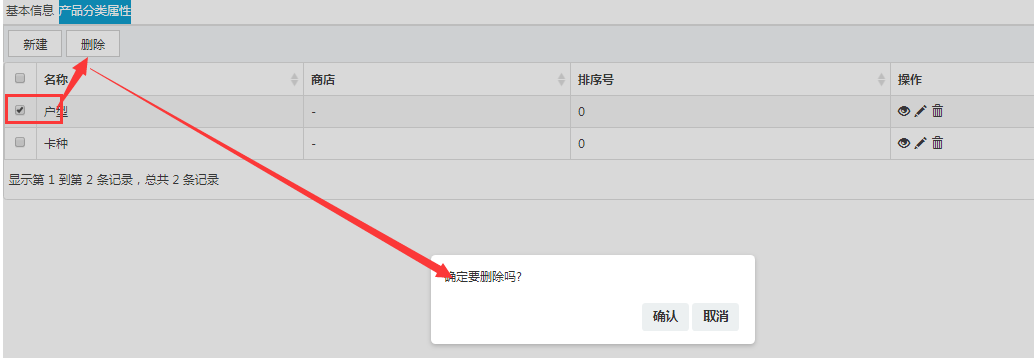 基本信息 产品分类属性
新建 删除
名称 商店 排序号 操作
户型 - 0
卡种 - 0
显示第 1 到第 2 条记录，总共 2 条记录
确定要删除吗?
确认 取消